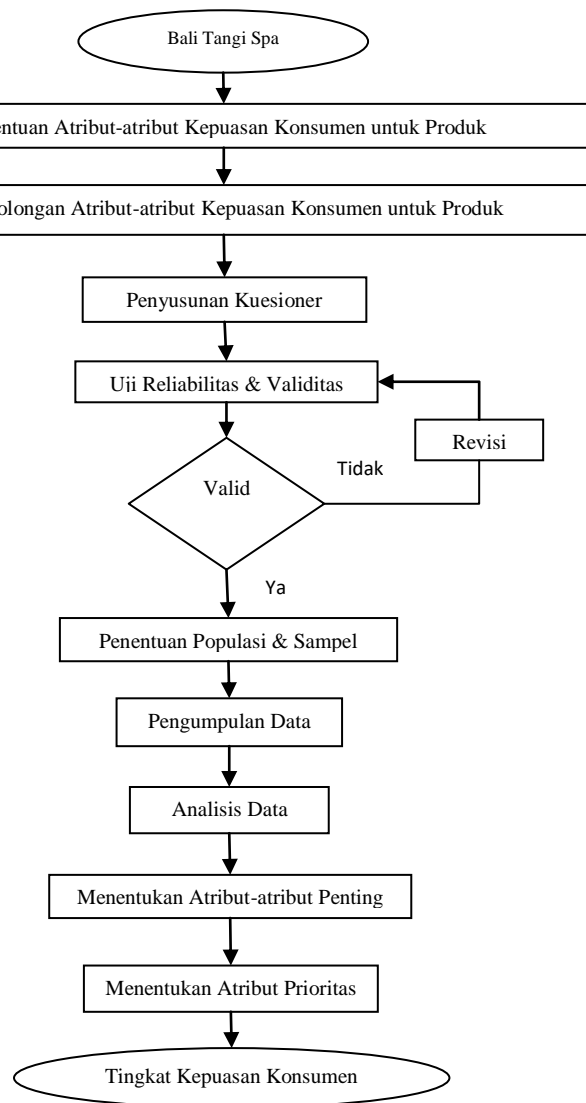 Bali Tangi Spa
entuan Atribut-atribut Kepuasan Konsumen untuk Produk
olongan Atribut-atribut Kepuasan Konsumen untuk Produk
Penyusunan Kuesioner
Uji Reliabilitas & Validitas
Revisi
Tidak
Valid
Ya
Penentuan Populasi & Sampel
Pengumpulan Data
Analisis Data
Menentukan Atribut-atribut Penting
Menentukan Atribut Prioritas
Tingkat Kepuasan Konsumen